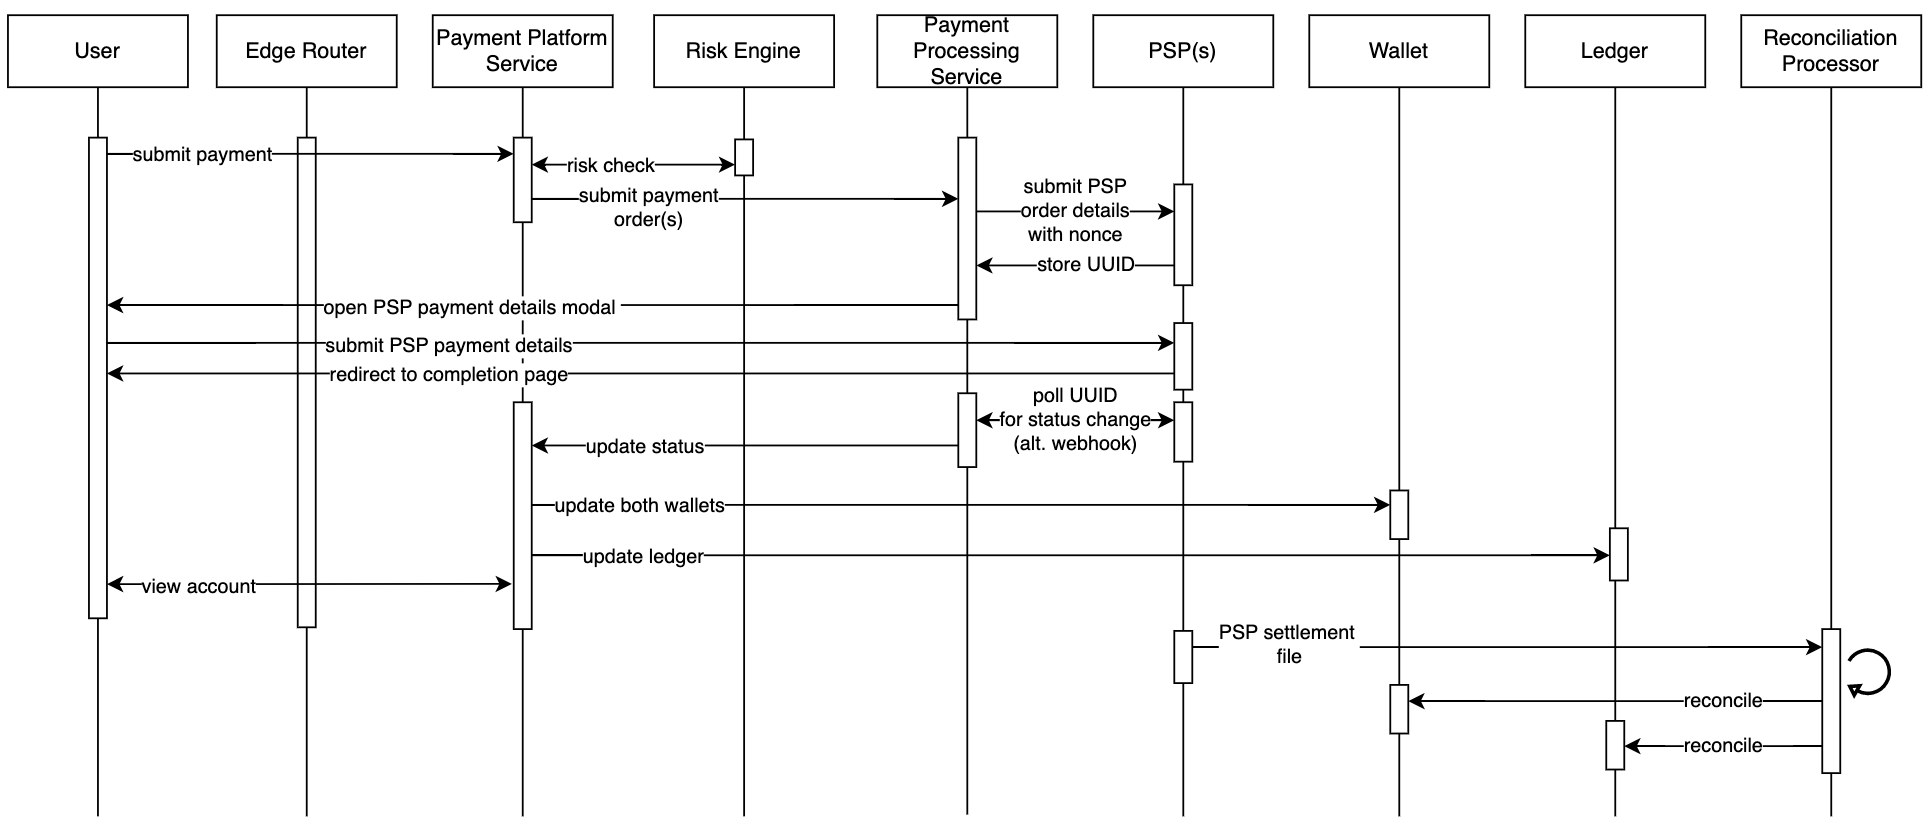 User
Edge Router
Payment Platform
Service
Risk Engine
Payment
Processing
Service
PSP(s)
Wallet
Ledger
Reconciliation
Processor
submit payment
risk check
submit payment
order(s)
submit PSP
order details
with nonce
store UUID
open PSP payment details modal
submit PSP payment details
redirect to completion page
poll UUID
for status change
(alt. webhook)
update status
update both wallets
update ledger
view account
PSP settlement
file
reconcile
reconcile